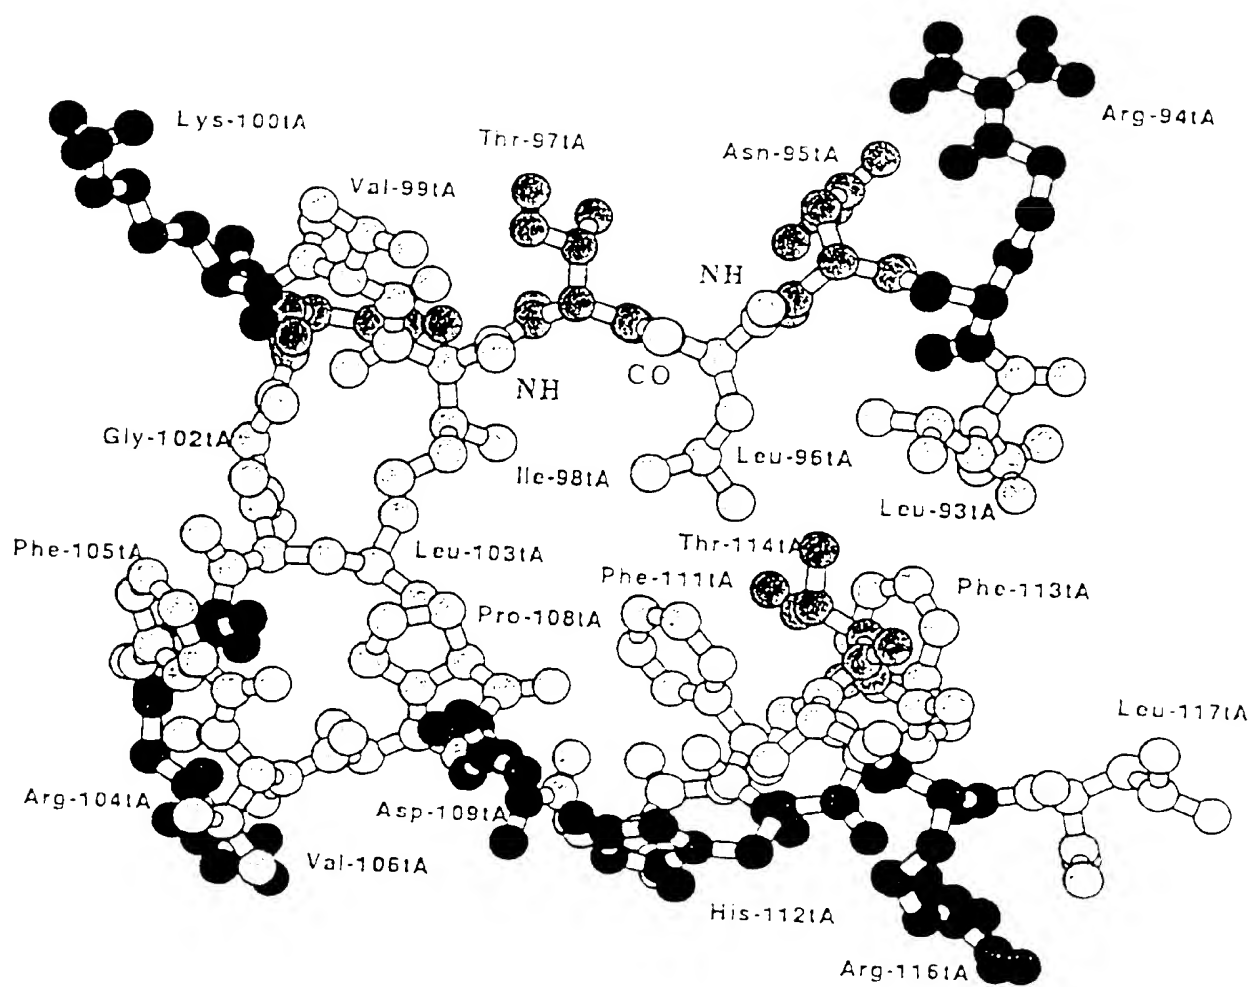 Arg-94tA
Lys-100tA
Thr-97tA
Asn-95tA
Val-99tA
NH
CO
NH
Gly-102tA
Leu-96tA
Ile-98tA
Leu-93tA
Phe-105tA
Leu-103tA
Thr-114tA
Phe-111tA
Phe-113tA
Pro-108tA
Leu-117tA
Arg-104tA
Asp-109tA
Val-106tA
His-112tA
Arg-116tA